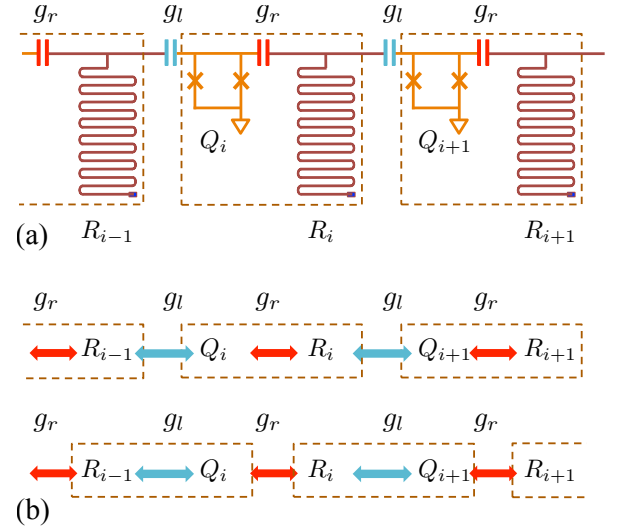 g_r g_l g_r g_l g_r
Q_i Q_{i+1}
(a) R_{i-1} R_i R_{i+1}
g_r g_l g_r g_l g_r
R_{i-1} Q_i R_i Q_{i+1} R_{i+1}
g_r g_l g_r g_l g_r
R_{i-1} Q_i R_i Q_{i+1} R_{i+1}
(b)